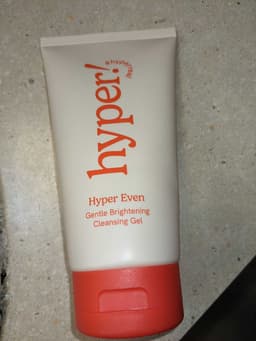 hyper!
Hyper Even
Gentle Brightening
Cleansing Gel